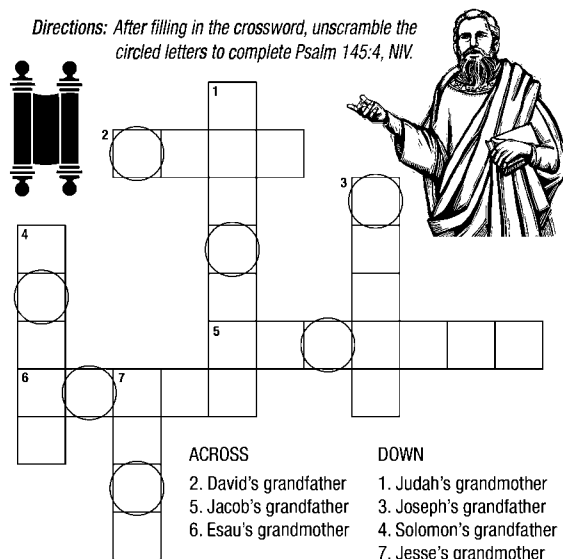 Directions: After filling in the crossword, unscramble the
circled letters to complete Psalm 145:4, NIV.
1
2
3
4
5
6 7
ACROSS
2. David's grandfather
5. Jacob's grandfather
6. Esau's grandmother
DOWN
1. Judah's grandmother
3. Joseph's grandfather
4. Solomon's grandfather
7. Jesse's grandmother